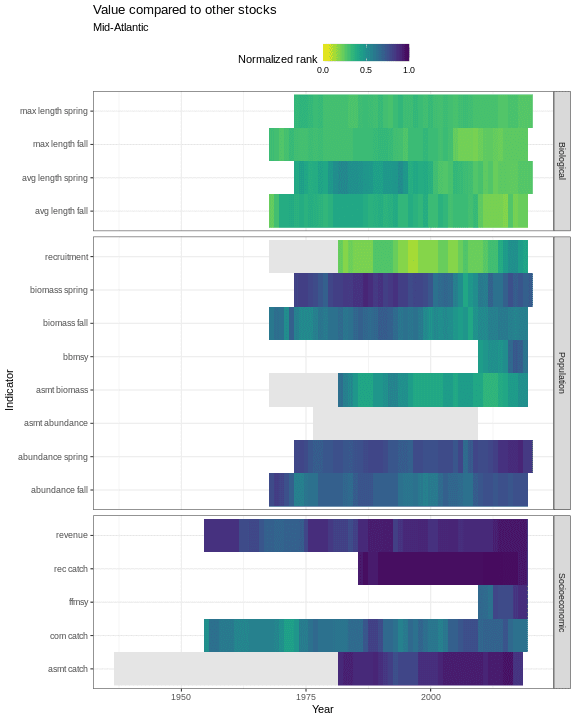 Value compared to other stocks
Mid-Atlantic
Normalized rank
0.0 0.5 1.0
max length spring
max length fall
avg length spring
avg length fall
Biological
recruitment
biomass spring
biomass fall
bbmsy
asmt biomass
asmt abundance
abundance spring
abundance fall
Population
revenue
rec catch
ffmsy
com catch
asmt catch
Socioeconomic
Indicator
1950 1975 2000
Year